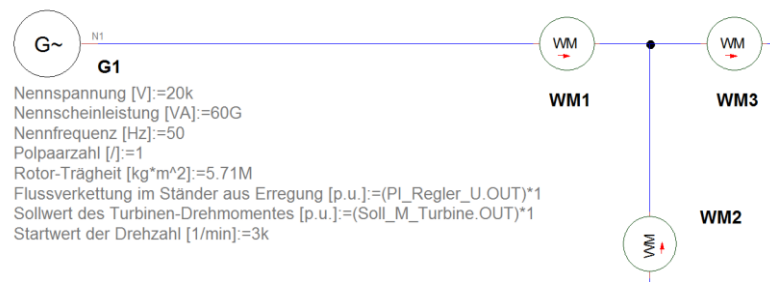 G~
N1
G1
WM
WM1
WM
WM3
Nennspannung [V]:=20k
Nennscheinleistung [VA]:=60G
Nennfrequenz [Hz]:=50
Polpaarzahl [/]:=1
Rotor-Trägheit [kg*m^2]:=5.71M
Flussverkettung im Ständer aus Erregung [p.u.]:=(PI_Regler_U.OUT)*1
Sollwert des Turbinen-Drehmomentes [p.u.]:=(Soll_M_Turbine.OUT)*1
Startwert der Drehzahl [1/min]:=3k
WM
WM2